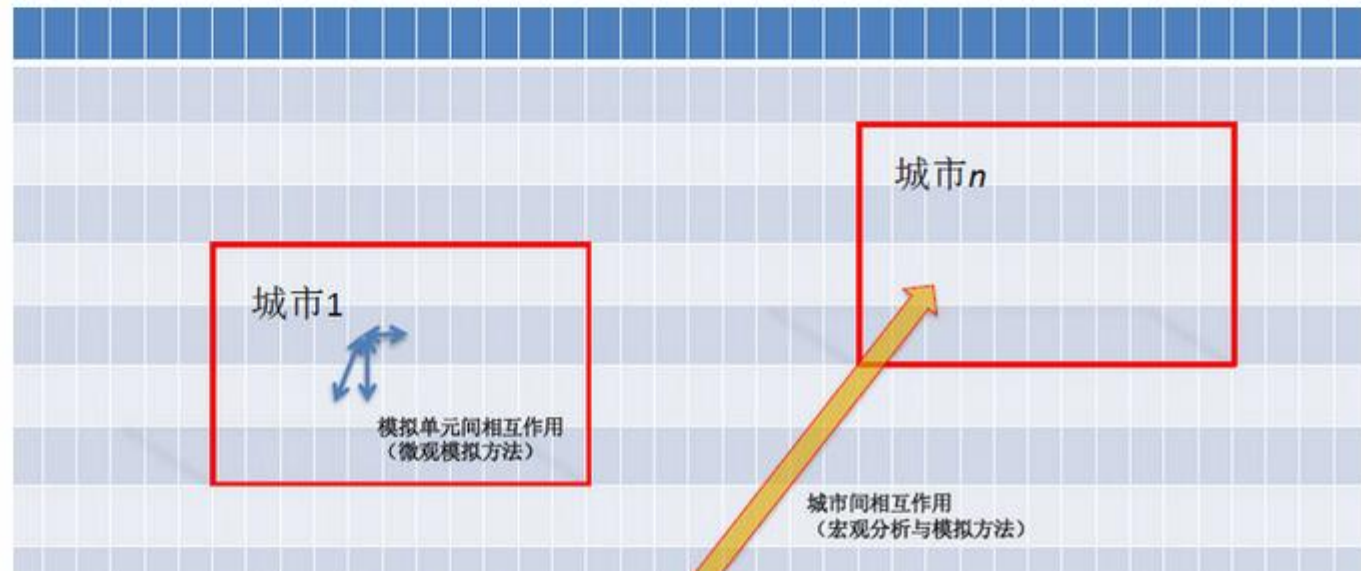 城市n
城市1
模拟单元间相互作用
（微观模拟方法）
城市间相互作用
（宏观分析与模拟方法）